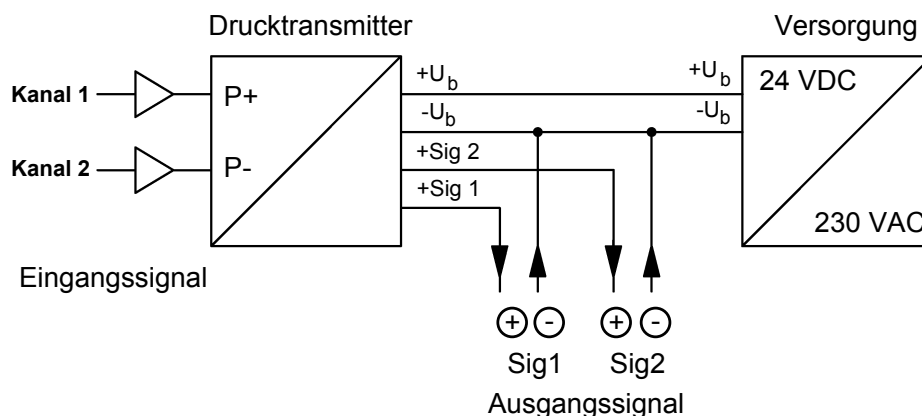 Drucktransmitter
Versorgung
Kanal 1
P+
+Ub
+Ub
24 VDC
-Ub
-Ub
Kanal 2
P-
+Sig 2
+Sig 1
230 VAC
Eingangssignal
+ - + -
Sig1 Sig2
Ausgangssignal